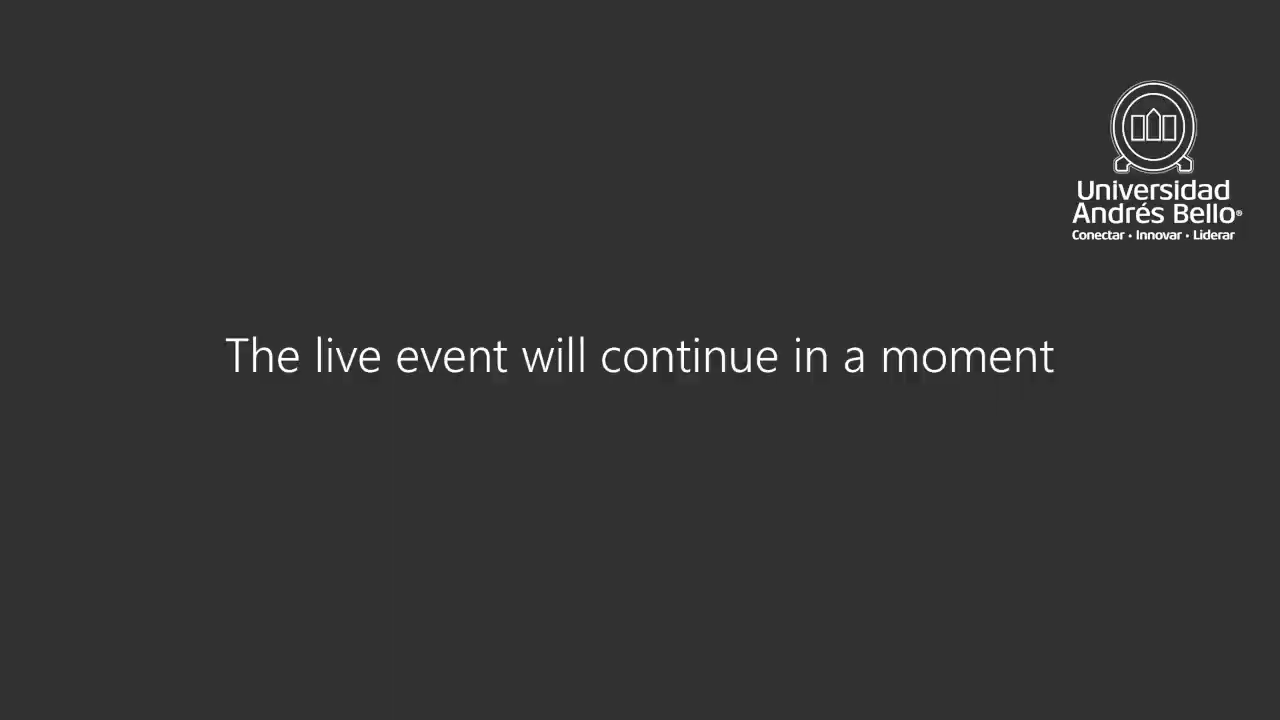 Universidad
Andrés Bello®
Conectar • Innovar • Liderar
The live event will continue in a moment